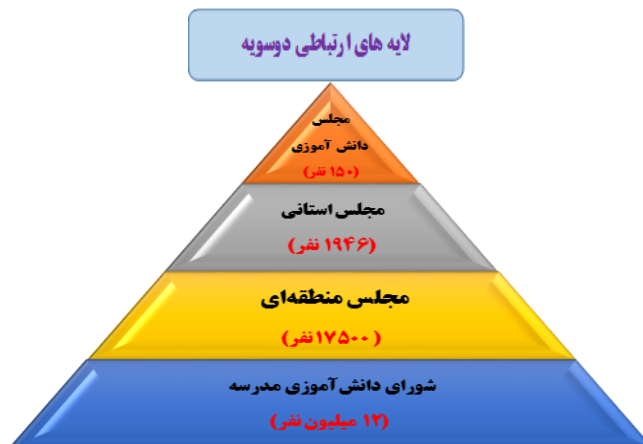 لایه های ارتباطی دوسویه
مجلس
دانش آموزی
(۱۵۰ نفر)
مجلس استانی
(۱۹۴۶ نفر)
مجلس منطقه‌ای
(۱۷۵۰۰ نفر)
شورای دانش‌آموزی مدرسه
(۱۲ میلیون نفر)